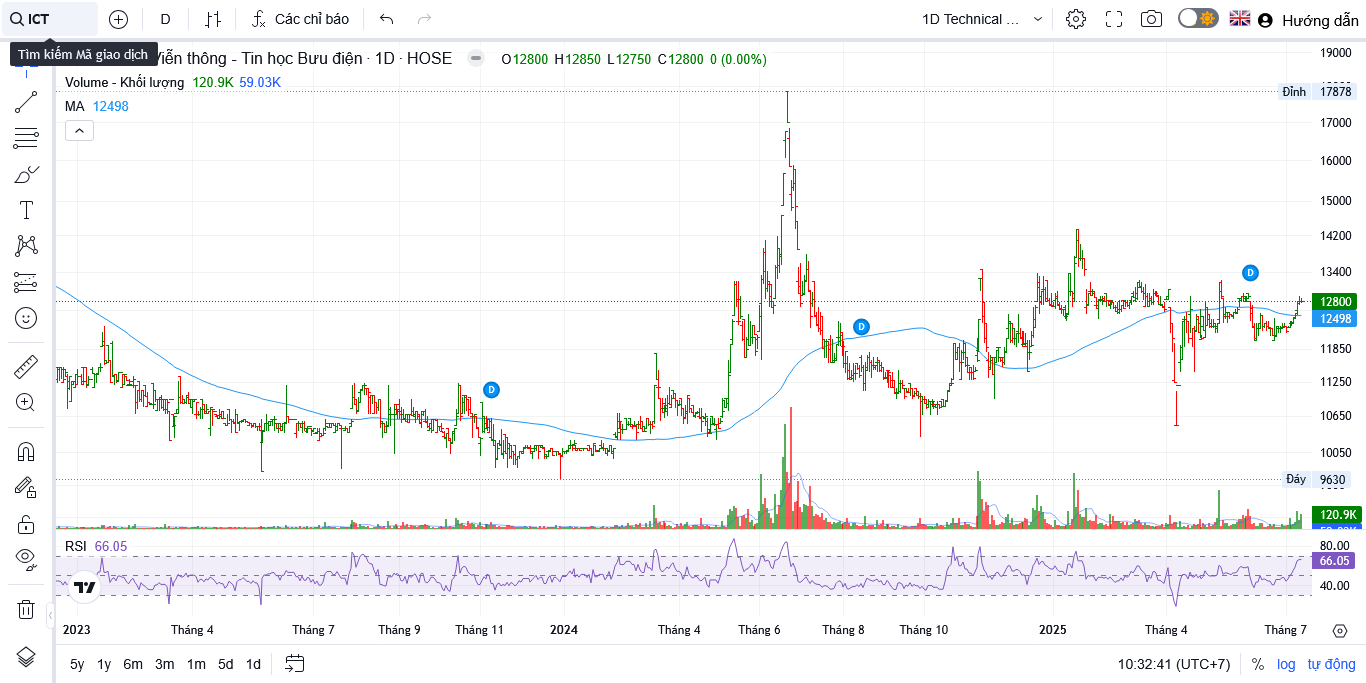 ICT
D
Các chỉ báo
1D Technical ...
Hướng dẫn
Tìm kiếm Mã giao dịch
Viễn thông - Tin học Bưu điện · 1D · HOSE
O12800 H12850 L12750 C12800 0 (0.00%)
Volume - Khối lượng 120.9K 59.03K
MA 12498
19000
Đỉnh 17878
17000
16000
15000
14200
13400
12800
12498
11850
11250
10650
10050
Đáy 9630
120.9K
D
D
D
RSI 66.05
80.00
66.05
40.00
2023 Tháng 4 Tháng 7 Tháng 9 Tháng 11 2024 Tháng 4 Tháng 6 Tháng 8 Tháng 10 2025 Tháng 4 Tháng 7
5y 1y 6m 3m 1m 5d 1d
10:32:41 (UTC+7) % log tự động